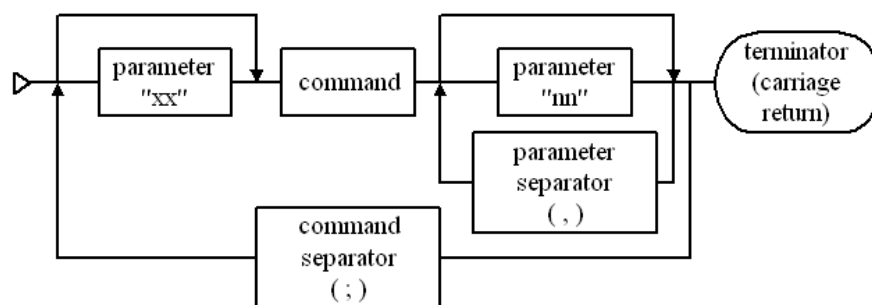 parameter
"xx"
command
parameter
"nn"
terminator
(carriage
return)
parameter
separator
( , )
command
separator
( ; )